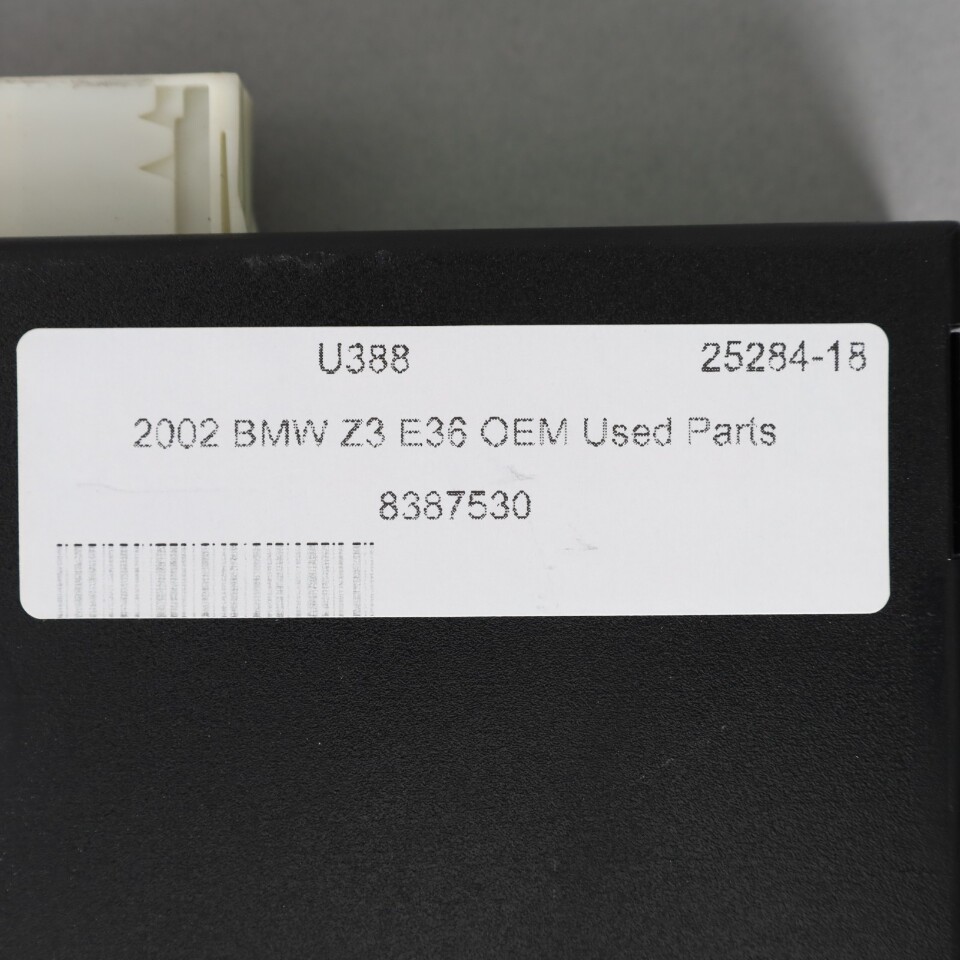 U388 25284-18
2002 BMW Z3 E36 OEM Used Parts
8387530